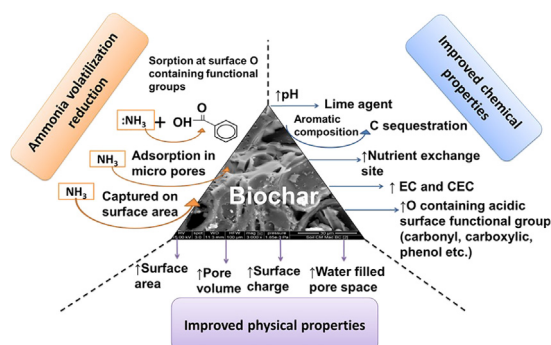 Ammonia volatilization
reduction
Sorption at surface O
containing functional
groups
:NH3 + OH O
NH3
Adsorption in
micro pores
NH3
Captured on
surface area
Biochar
↑pH
Lime agent
Aromatic
composition
C sequestration
↑Nutrient exchange
site
↑ EC and CEC
↑O containing acidic
surface functional group
(carbonyl, carboxylic,
phenol etc.)
Improved chemical
properties
↑Surface
area
↑Pore
volume
↑Surface
charge
↑Water filled
pore space
Improved physical properties